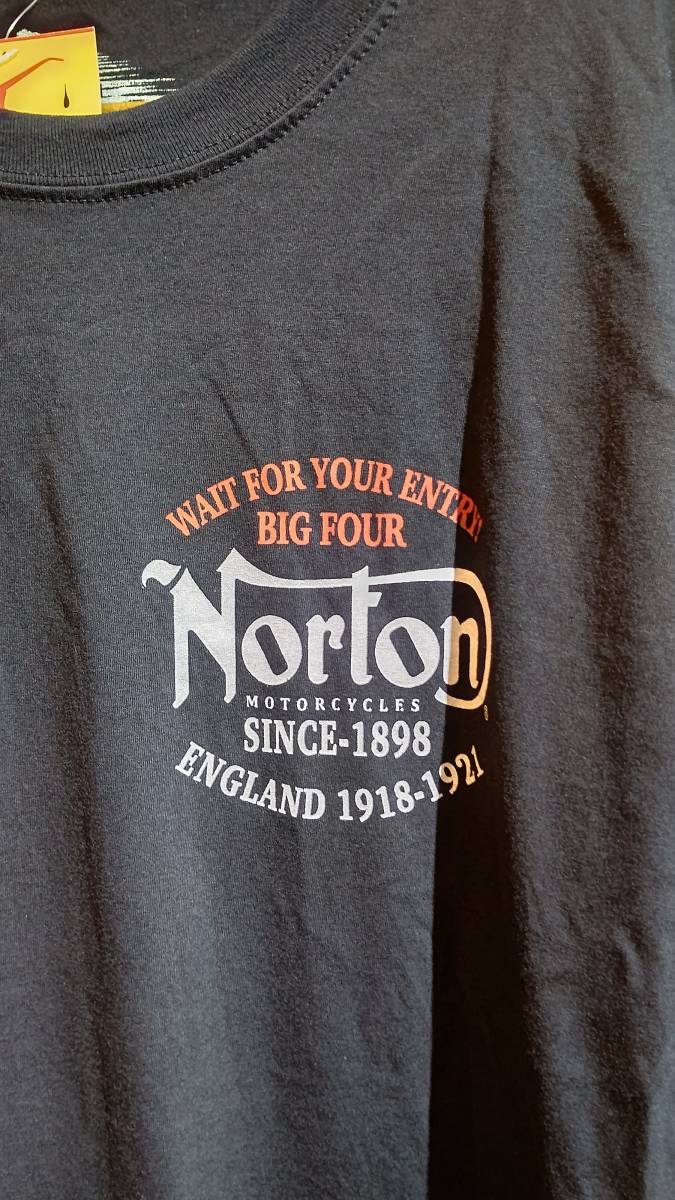 WAIT FOR YOUR ENTRY!
BIG FOUR
Norton
MOTORCYCLES
®
SINCE-1898
ENGLAND 1918-1921